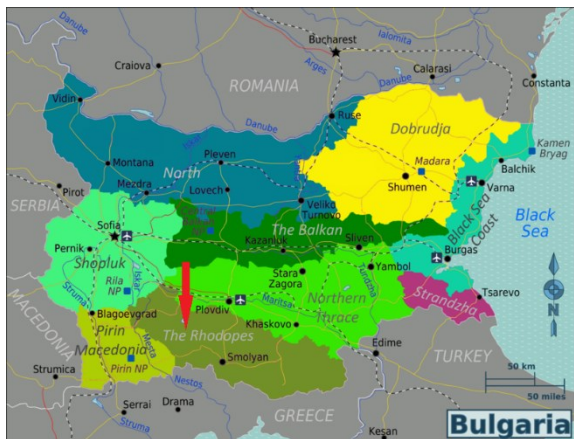 Danube
Bucharest
Ialomita
Craiova
Arges
Calarasi
ROMANIA
Danube
Constanta
Vidin
Ruse
Danube
Dobrudja
Kamen
Bryag
Montana
Pleven
North
Madara
Balchik
Pirot
Mezdra
Lovech
Shumen
Varna
SERBIA
Veliko
Turnovo
Central
NP
Sofia
The Balkan
Black Sea
Coast
Black
Sea
Pernik
Shopluk
Kazanluk
Sliven
Burgas
Rila
NP
Iskar
Stara
Zagora
Yambol
Tundzha
Strandzha
Tsarevo
Struma
Maritsa
Northern
Thrace
MACEDONIA
Blagoevgrad
Plovdiv
Khaskovo
Pirin
Macedonia
Mesta
The Rhodopes
Edirne
N
Pirin NP
Smolyan
TURKEY
Strumica
Nestos
50 km
50 miles
Serrai
Drama
Struma
GREECE
Kesan
Bulgaria